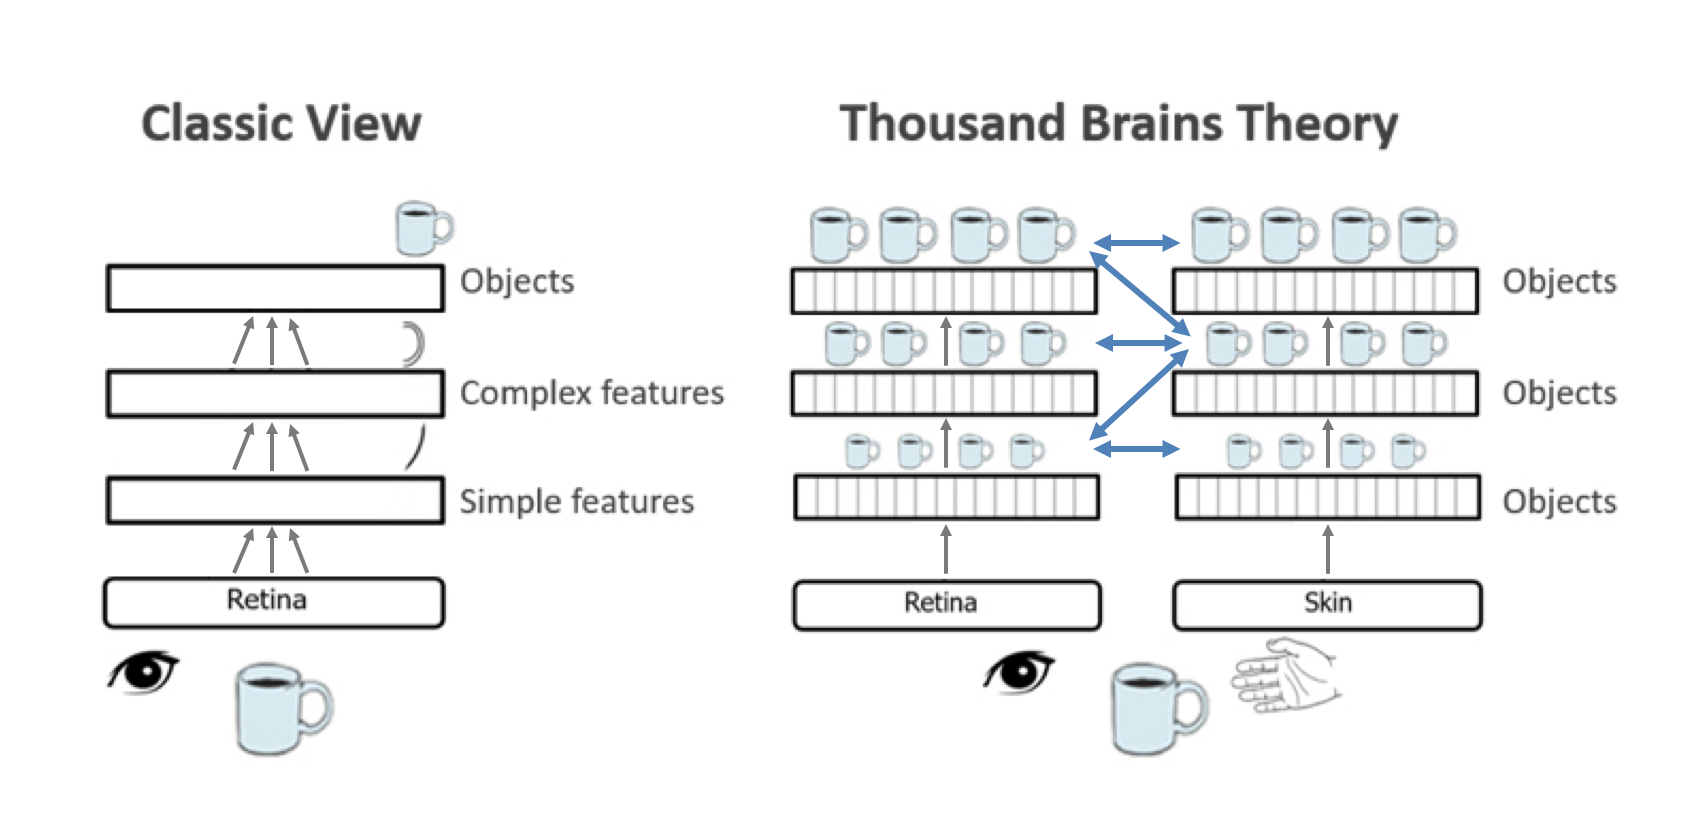 Classic View
Objects
Complex features
Simple features
Retina
Thousand Brains Theory
Objects
Objects
Objects
Retina
Skin